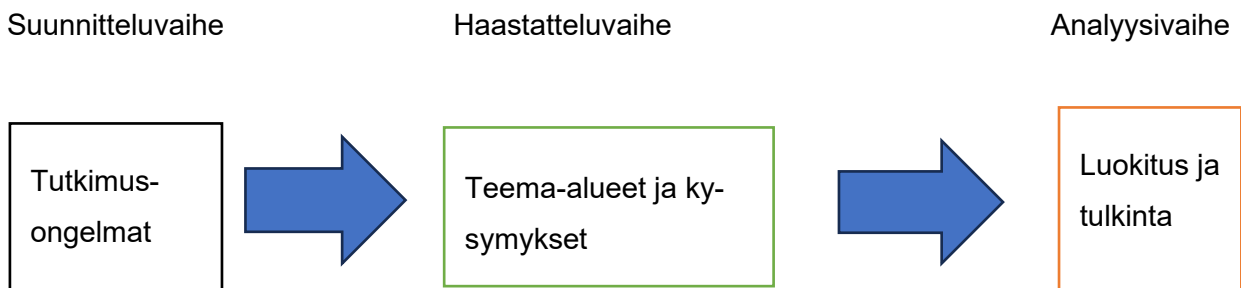 Suunnitteluvaihe Haastatteluvaihe Analyysivaihe
Tutkimus-
ongelmat
Teema-alueet ja ky-
symykset
Luokitus ja
tulkinta